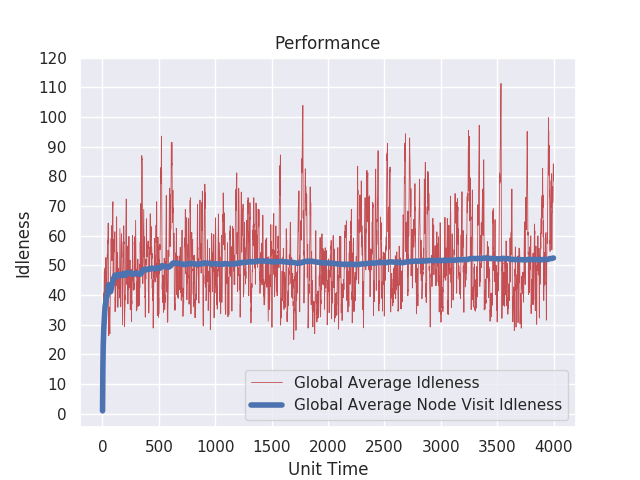 Performance
120
110
100
90
80
70
60
50
40
30
20
10
0
Idleness
0 500 1000 1500 2000 2500 3000 3500 4000
Unit Time
Global Average Idleness
Global Average Node Visit Idleness